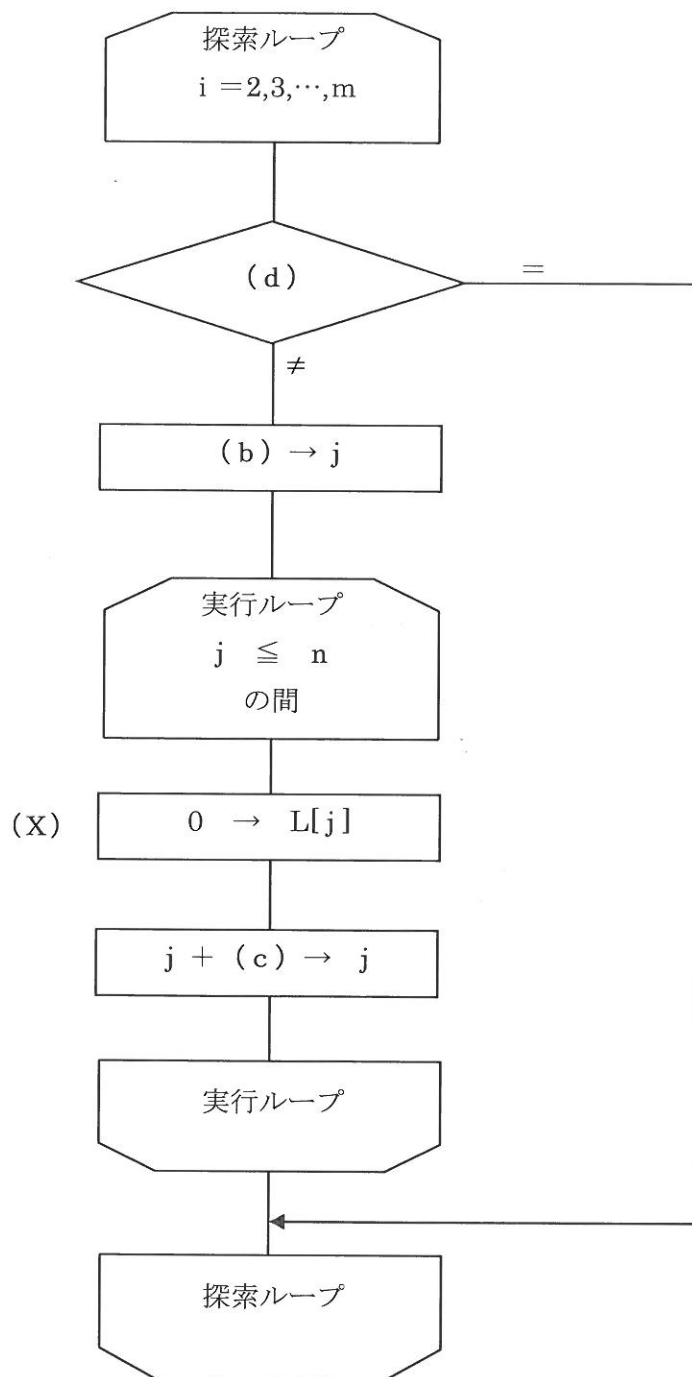 探索ループ
i =2,3,…,m
(d)
=
≠
(b) → j
実行ループ
j ≦ n
の間
(X)
0 → L[j]
j + (c) → j
実行ループ
探索ループ